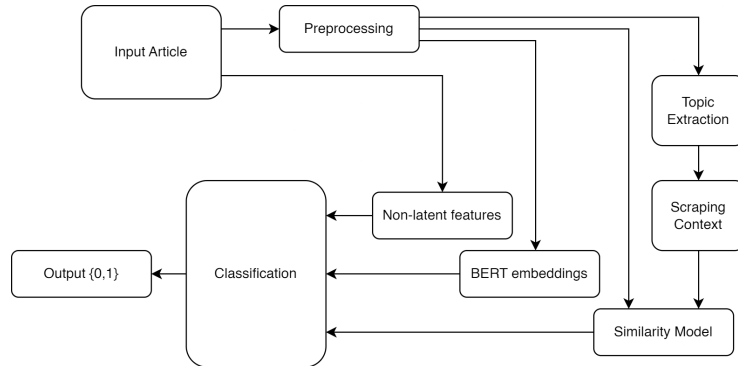 Input Article
Preprocessing
Topic
Extraction
Scraping
Context
Non-latent features
BERT embeddings
Classification
Output {0,1}
Similarity Model